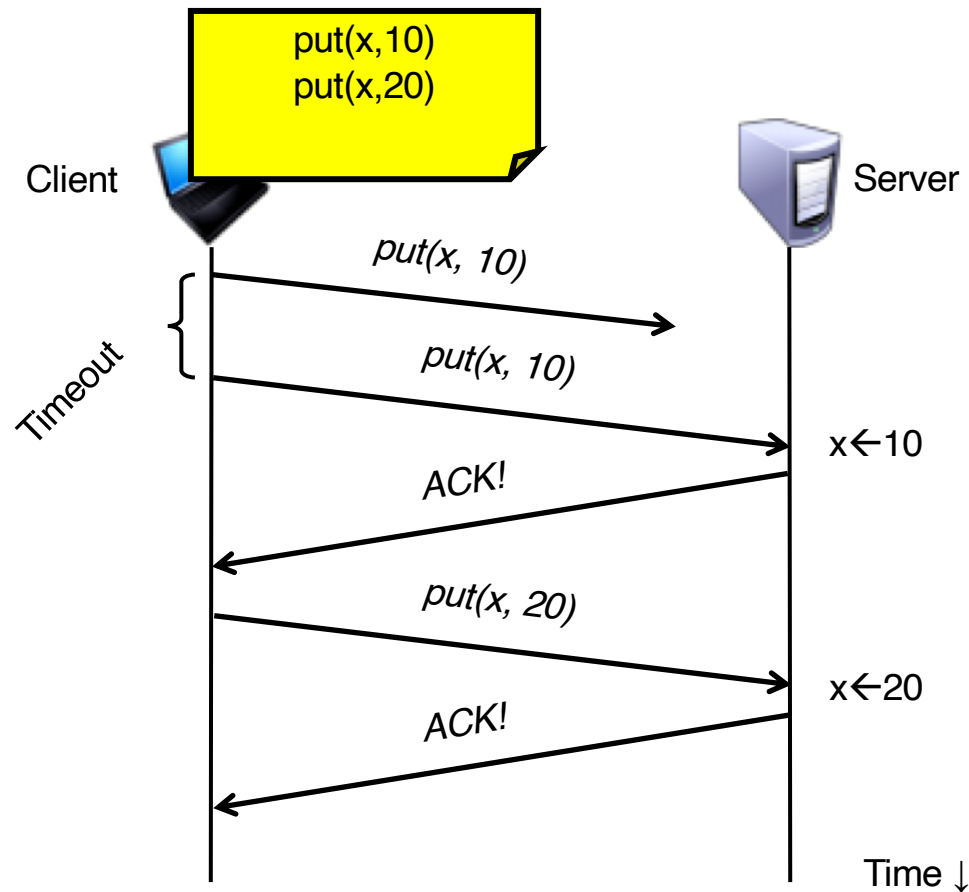 put(x,10)
put(x,20)
Client
Server
put(x, 10)
Timeout
put(x, 10)
x←10
ACK!
put(x, 20)
x←20
ACK!
Time ↓